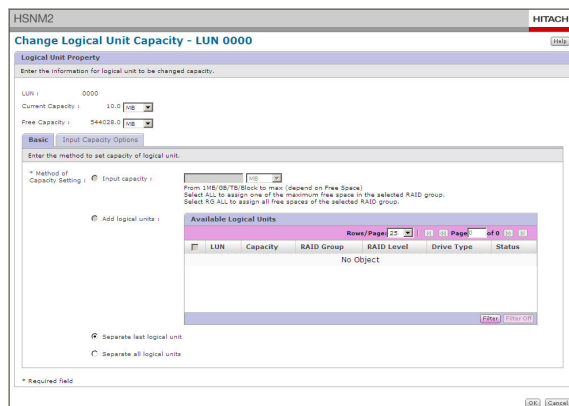 HSNM2
HITACH
Change Logical Unit Capacity - LUN 0000
Help
Logical Unit Property
Enter the information for logical unit to be changed capacity.
LUN : 0000
Current Capacity : 10.0 MB
Free Capacity : 544028.0 MB
Basic Input Capacity Options
Enter the method to set capacity of logical unit.
* Method of
Capacity Setting : Input capacity : MB
From 1MB/GB/TB/Block to max (depend on Free Space)
Select ALL to assign one of the maximum free space in the selected RAID group.
Select RG ALL to assign all free spaces of the selected RAID group.
Add logical units : Available Logical Units
Rows/Page: 25 Page 0 of 0
LUN Capacity RAID Group RAID Level Drive Type Status
No Object
Filter Filter Off
Separate last logical unit
Separate all logical units
* Required field
OK Cancel